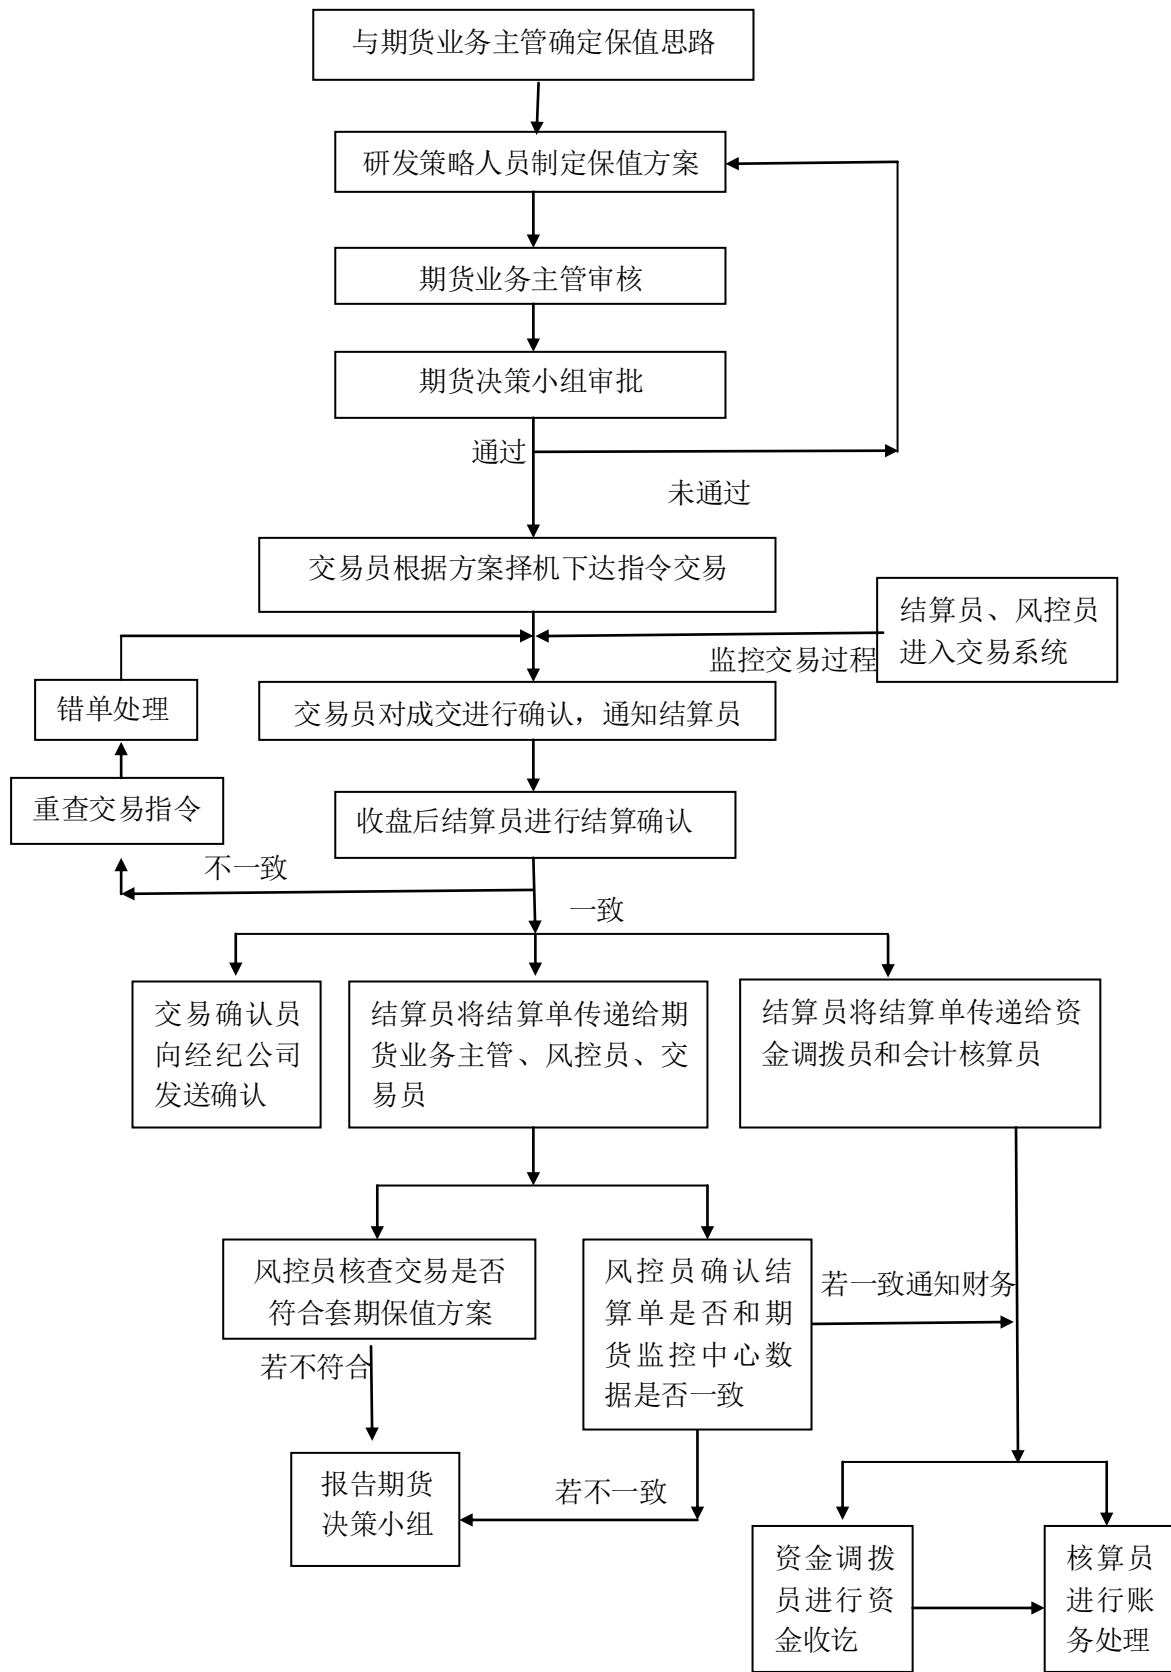 与期货业务主管确定保值思路
研发策略人员制定保值方案
期货业务主管审核
期货决策小组审批
通过
未通过
交易员根据方案择机下达指令交易
结算员、风控员
进入交易系统
监控交易过程
错单处理
交易员对成交进行确认，通知结算员
重查交易指令
收盘后结算员进行结算确认
不一致
一致
交易确认员
向经纪公司
发送确认
结算员将结算单传递给期
货业务主管、风控员、交
易员
结算员将结算单传递给资
金调拨员和会计核算员
风控员核查交易是否
符合套期保值方案
风控员确认结
算单是否和期
货监控中心数
据是否一致
若一致通知财务
若不符合
报告期货
决策小组
若不一致
资金调拨
员进行资
金收讫
核算员
进行账
务处理